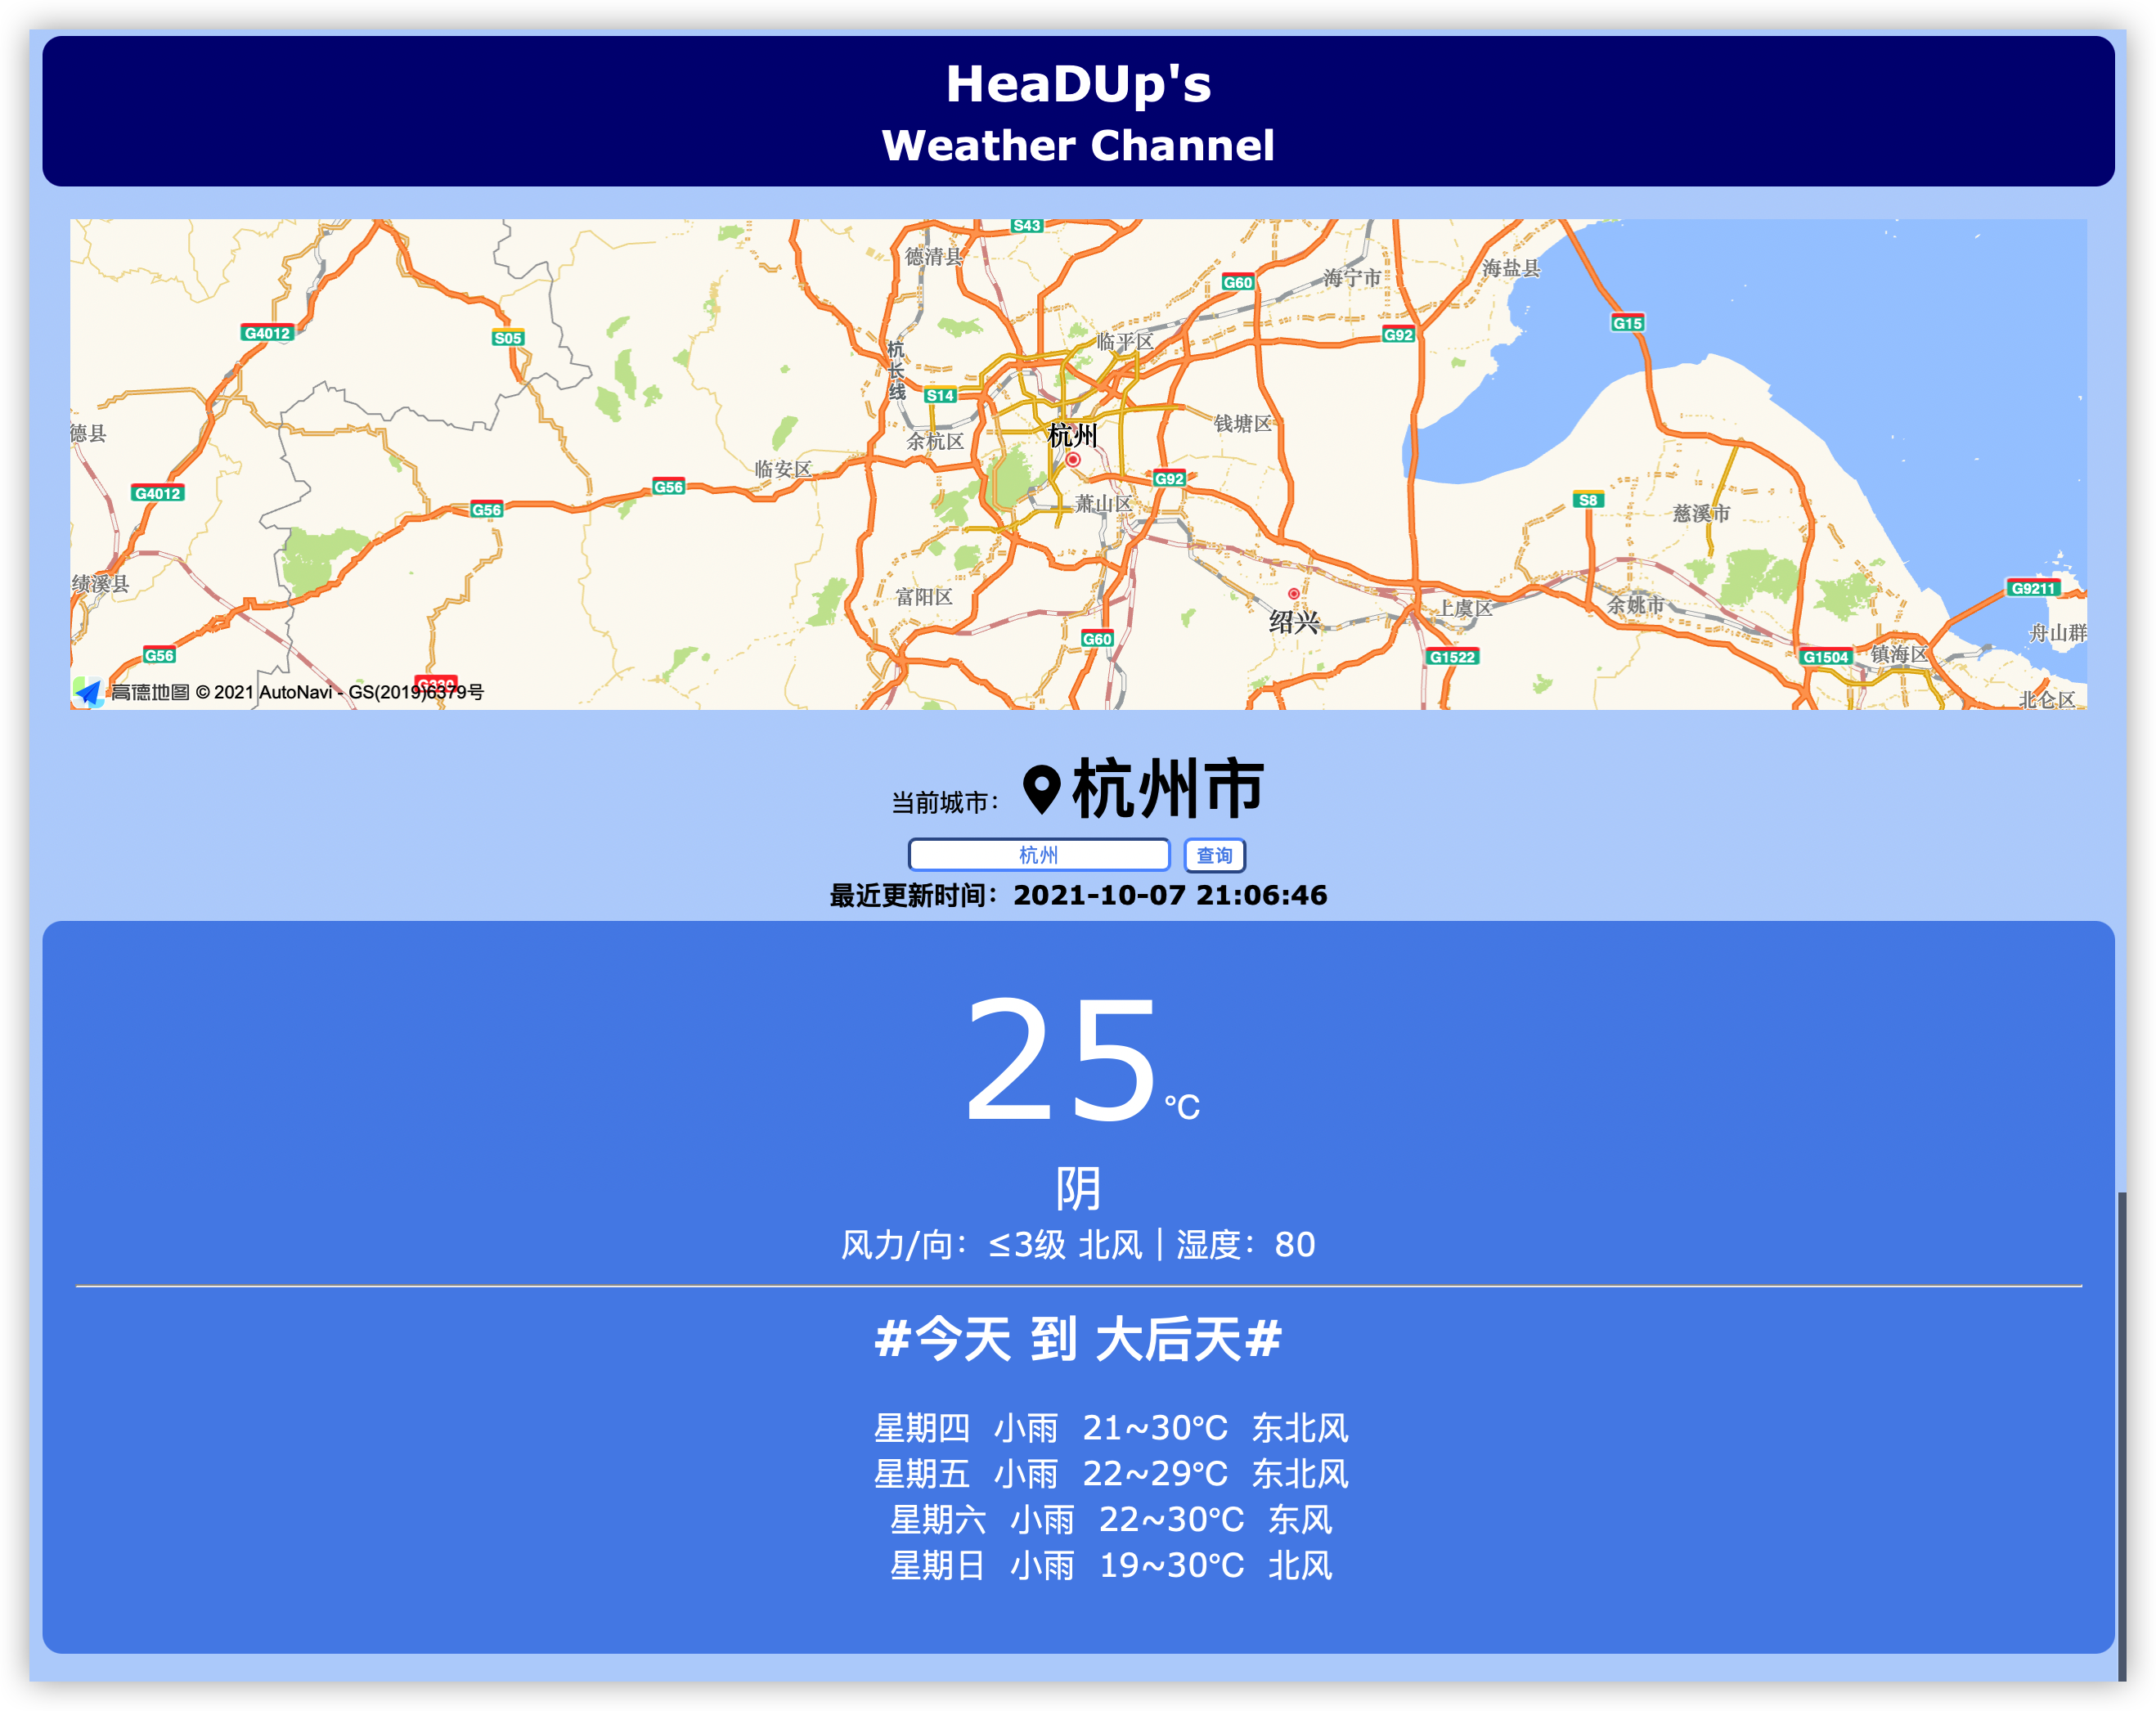 HeaDUp's
Weather Channel
S43
德清县
海宁市
海盐县
G60
G4012
S05
G92
G15
临平区
杭长线
S14
德县
余杭区
杭州
钱塘区
临安区
G4012
G56
G56
G92
萧山区
S8
慈溪市
绩溪县
富阳区
绍兴
上虞区
余姚市
G9211
舟山群
G56
G60
G1522
G1504
镇海区
北仑区
高德地图 © 2021 AutoNavi - GS(2019)6379号
当前城市： 杭州市
杭州 查询
最近更新时间：2021-10-07 21:06:46
25℃
阴
风力/向：≤3级 北风 | 湿度：80
#今天 到 大后天#
星期四 小雨 21~30℃ 东北风
星期五 小雨 22~29℃ 东北风
星期六 小雨 22~30℃ 东风
星期日 小雨 19~30℃ 北风